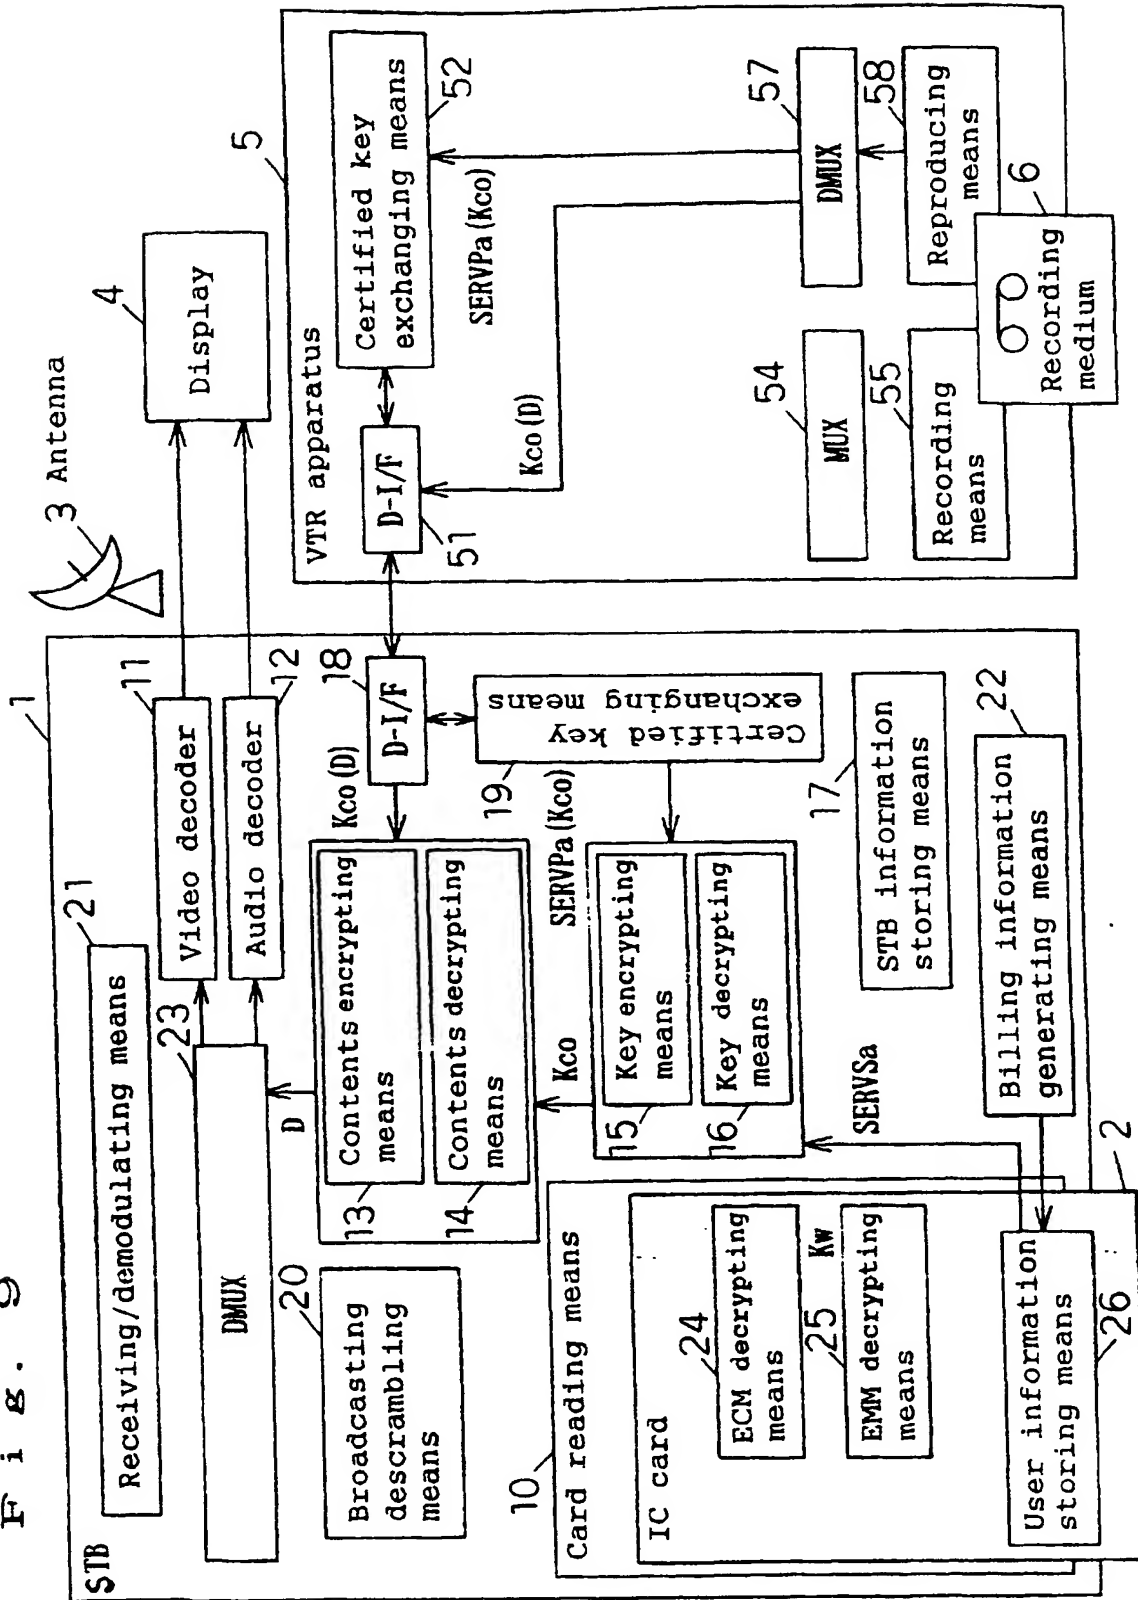 Fig. 9
STB
1
Receiving/demodulating means
21
DMUX
23
Video decoder
11
Audio decoder
12
3 Antenna
4
Display
20
Broadcasting
descrambling
means
D
Contents encrypting
means
13
Contents decrypting
means
14
Kco(D)
D-I/F
18
Certified key
exchanging means
19
SERVPa(Kco)
Kco
Key encrypting
means
15
Key decrypting
means
16
SERVSa
STB information
storing means
17
Billing information
generating means
22
10
Card reading means
IC card
2
24
ECM decrypting
means
Kw
25
EMM decrypting
means
User information
storing means
26
5
VTR apparatus
D-I/F
51
Certified key
exchanging means
52
SERVPa(Kco)
Kco(D)
54
MUX
55
Recording
means
57
DMUX
58
Reproducing
means
6
Recording
medium